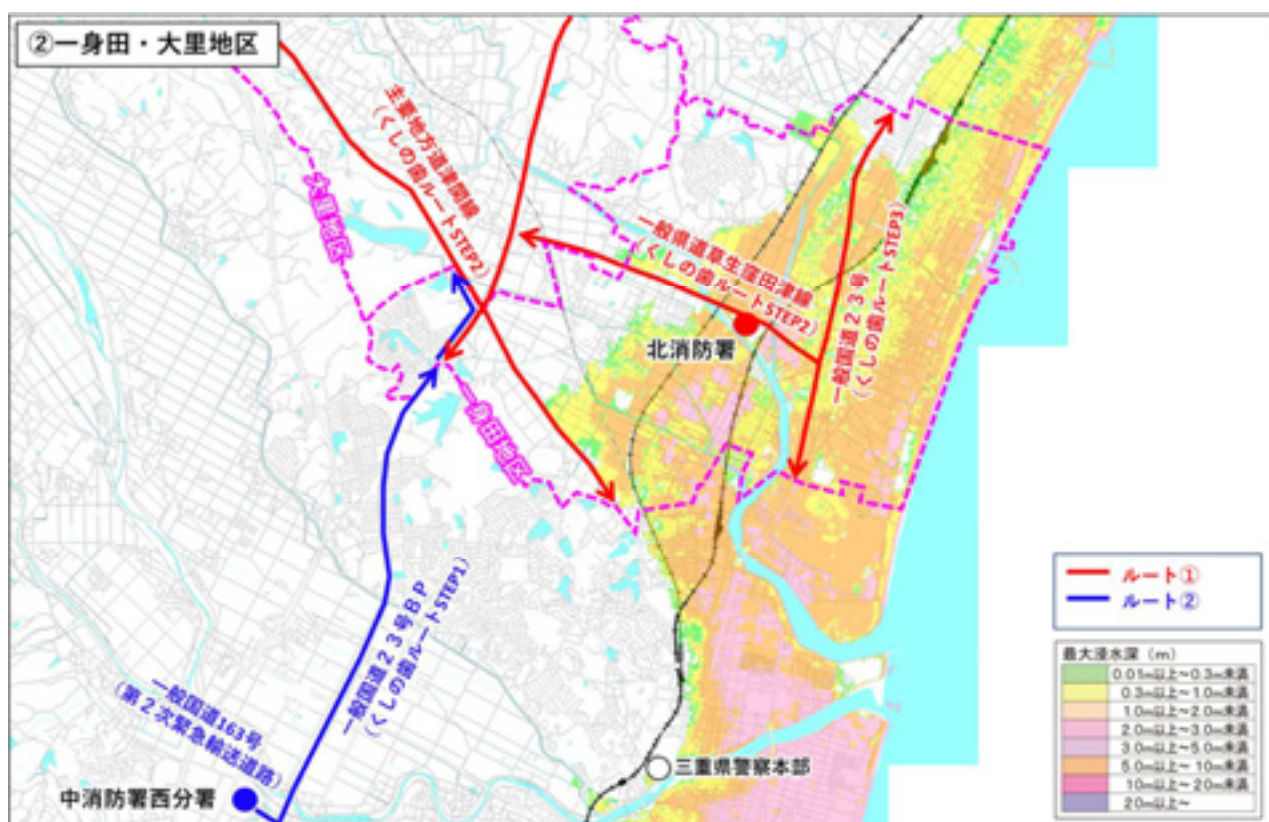 ②一身田・大里地区
主要地方道津関線
(くしの歯ルートSTEP2)
大里地区
一般県道草生窪田津線
(くしの歯ルートSTEP2)
一般国道23号
(くしの歯ルートSTEP3)
北消防署
一身田地区
一般国道23号BP
(くしの歯ルートSTEP1)
一般国道163号
(第2次緊急輸送道路)
中消防署西分署
三重県警察本部
ルート①
ルート②
最大浸水深(m)
0.01m以上~0.3m未満
0.3m以上~1.0m未満
1.0m以上~2.0m未満
2.0m以上~3.0m未満
3.0m以上~5.0m未満
5.0m以上~10m未満
10m以上~20m未満
20m以上~